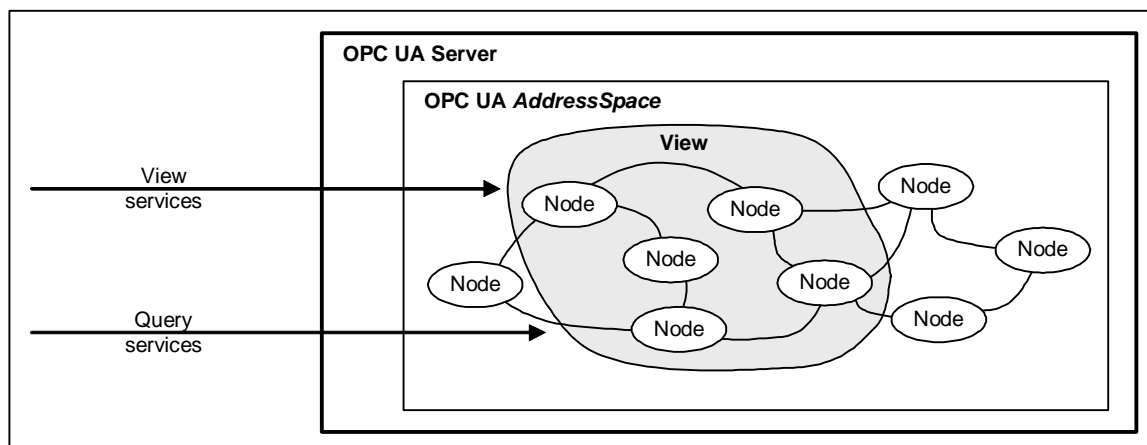 OPC UA Server
OPC UA AddressSpace
View
View
services
Node
Node
Node
Node
Node
Node
Node
Query
services
Node
Node